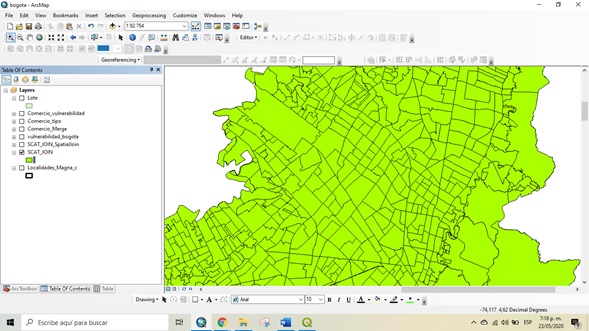 bogota - ArcMap
File Edit View Bookmarks Insert Selection Geoprocessing Customize Windows Help
1:92.754
Editor
Georeferencing
Table Of Contents
Layers
Lote
Comercio_vulnerabilidad
Comercio_tipo
Comercio_Merge
vulnerabilidad_bogota
SCAT_JOIN_SpatialJoin
SCAT_JOIN
Localidades_Magna_c
ArcToolbox Table Of Contents Table
Drawing Arial 10 B I U A
-74,117 4,62 Decimal Degrees
Escribe aquí para buscar
ESP
7:18 p. m.
23/05/2020